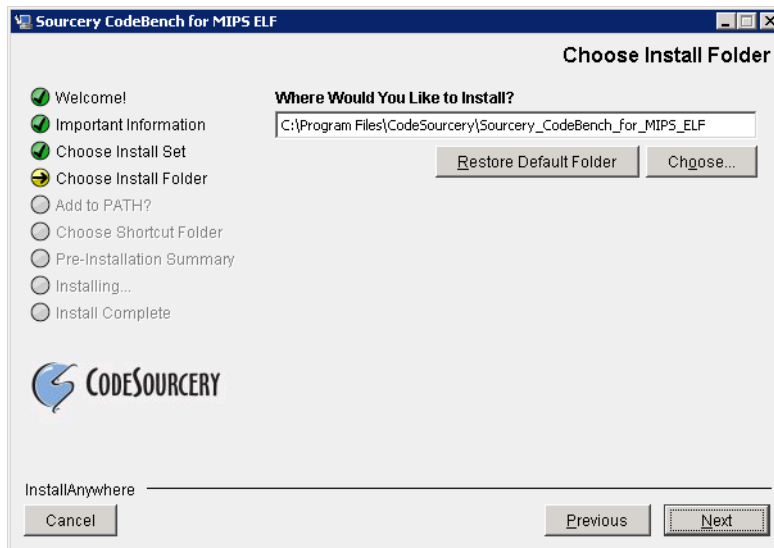 Sourcery CodeBench for MIPS ELF
Choose Install Folder
Welcome!
Important Information
Choose Install Set
Choose Install Folder
Add to PATH?
Choose Shortcut Folder
Pre-Installation Summary
Installing...
Install Complete
Where Would You Like to Install?
C:\Program Files\CodeSourcery\Sourcery_CodeBench_for_MIPS_ELF
Restore Default Folder
Choose...
CODESOURCERY
InstallAnywhere
Cancel
Previous
Next